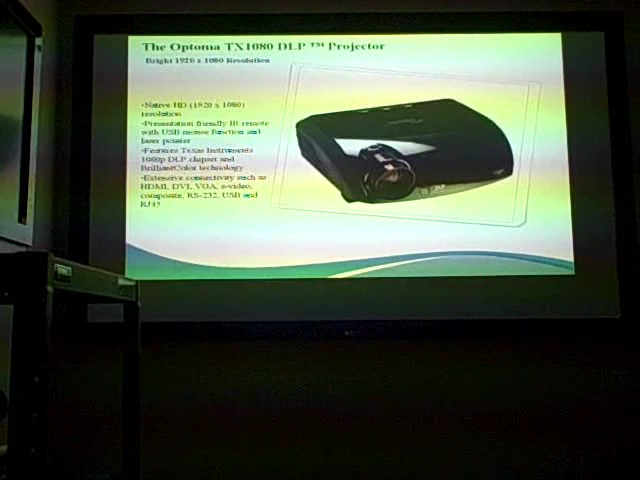 The Optoma TX1080 DLP ™ Projector
Bright 1920 x 1080 Resolution
•Native HD (1920 x 1080)
resolution
•Presentation friendly IR remote
with USB mouse function and
laser pointer
•Features Texas Instruments
1080p DLP chipset and
BrilliantColor technology
•Extensive connectivity such as
HDMI, DVI, VGA, s-video,
composite, RS-232, USB and
RJ45